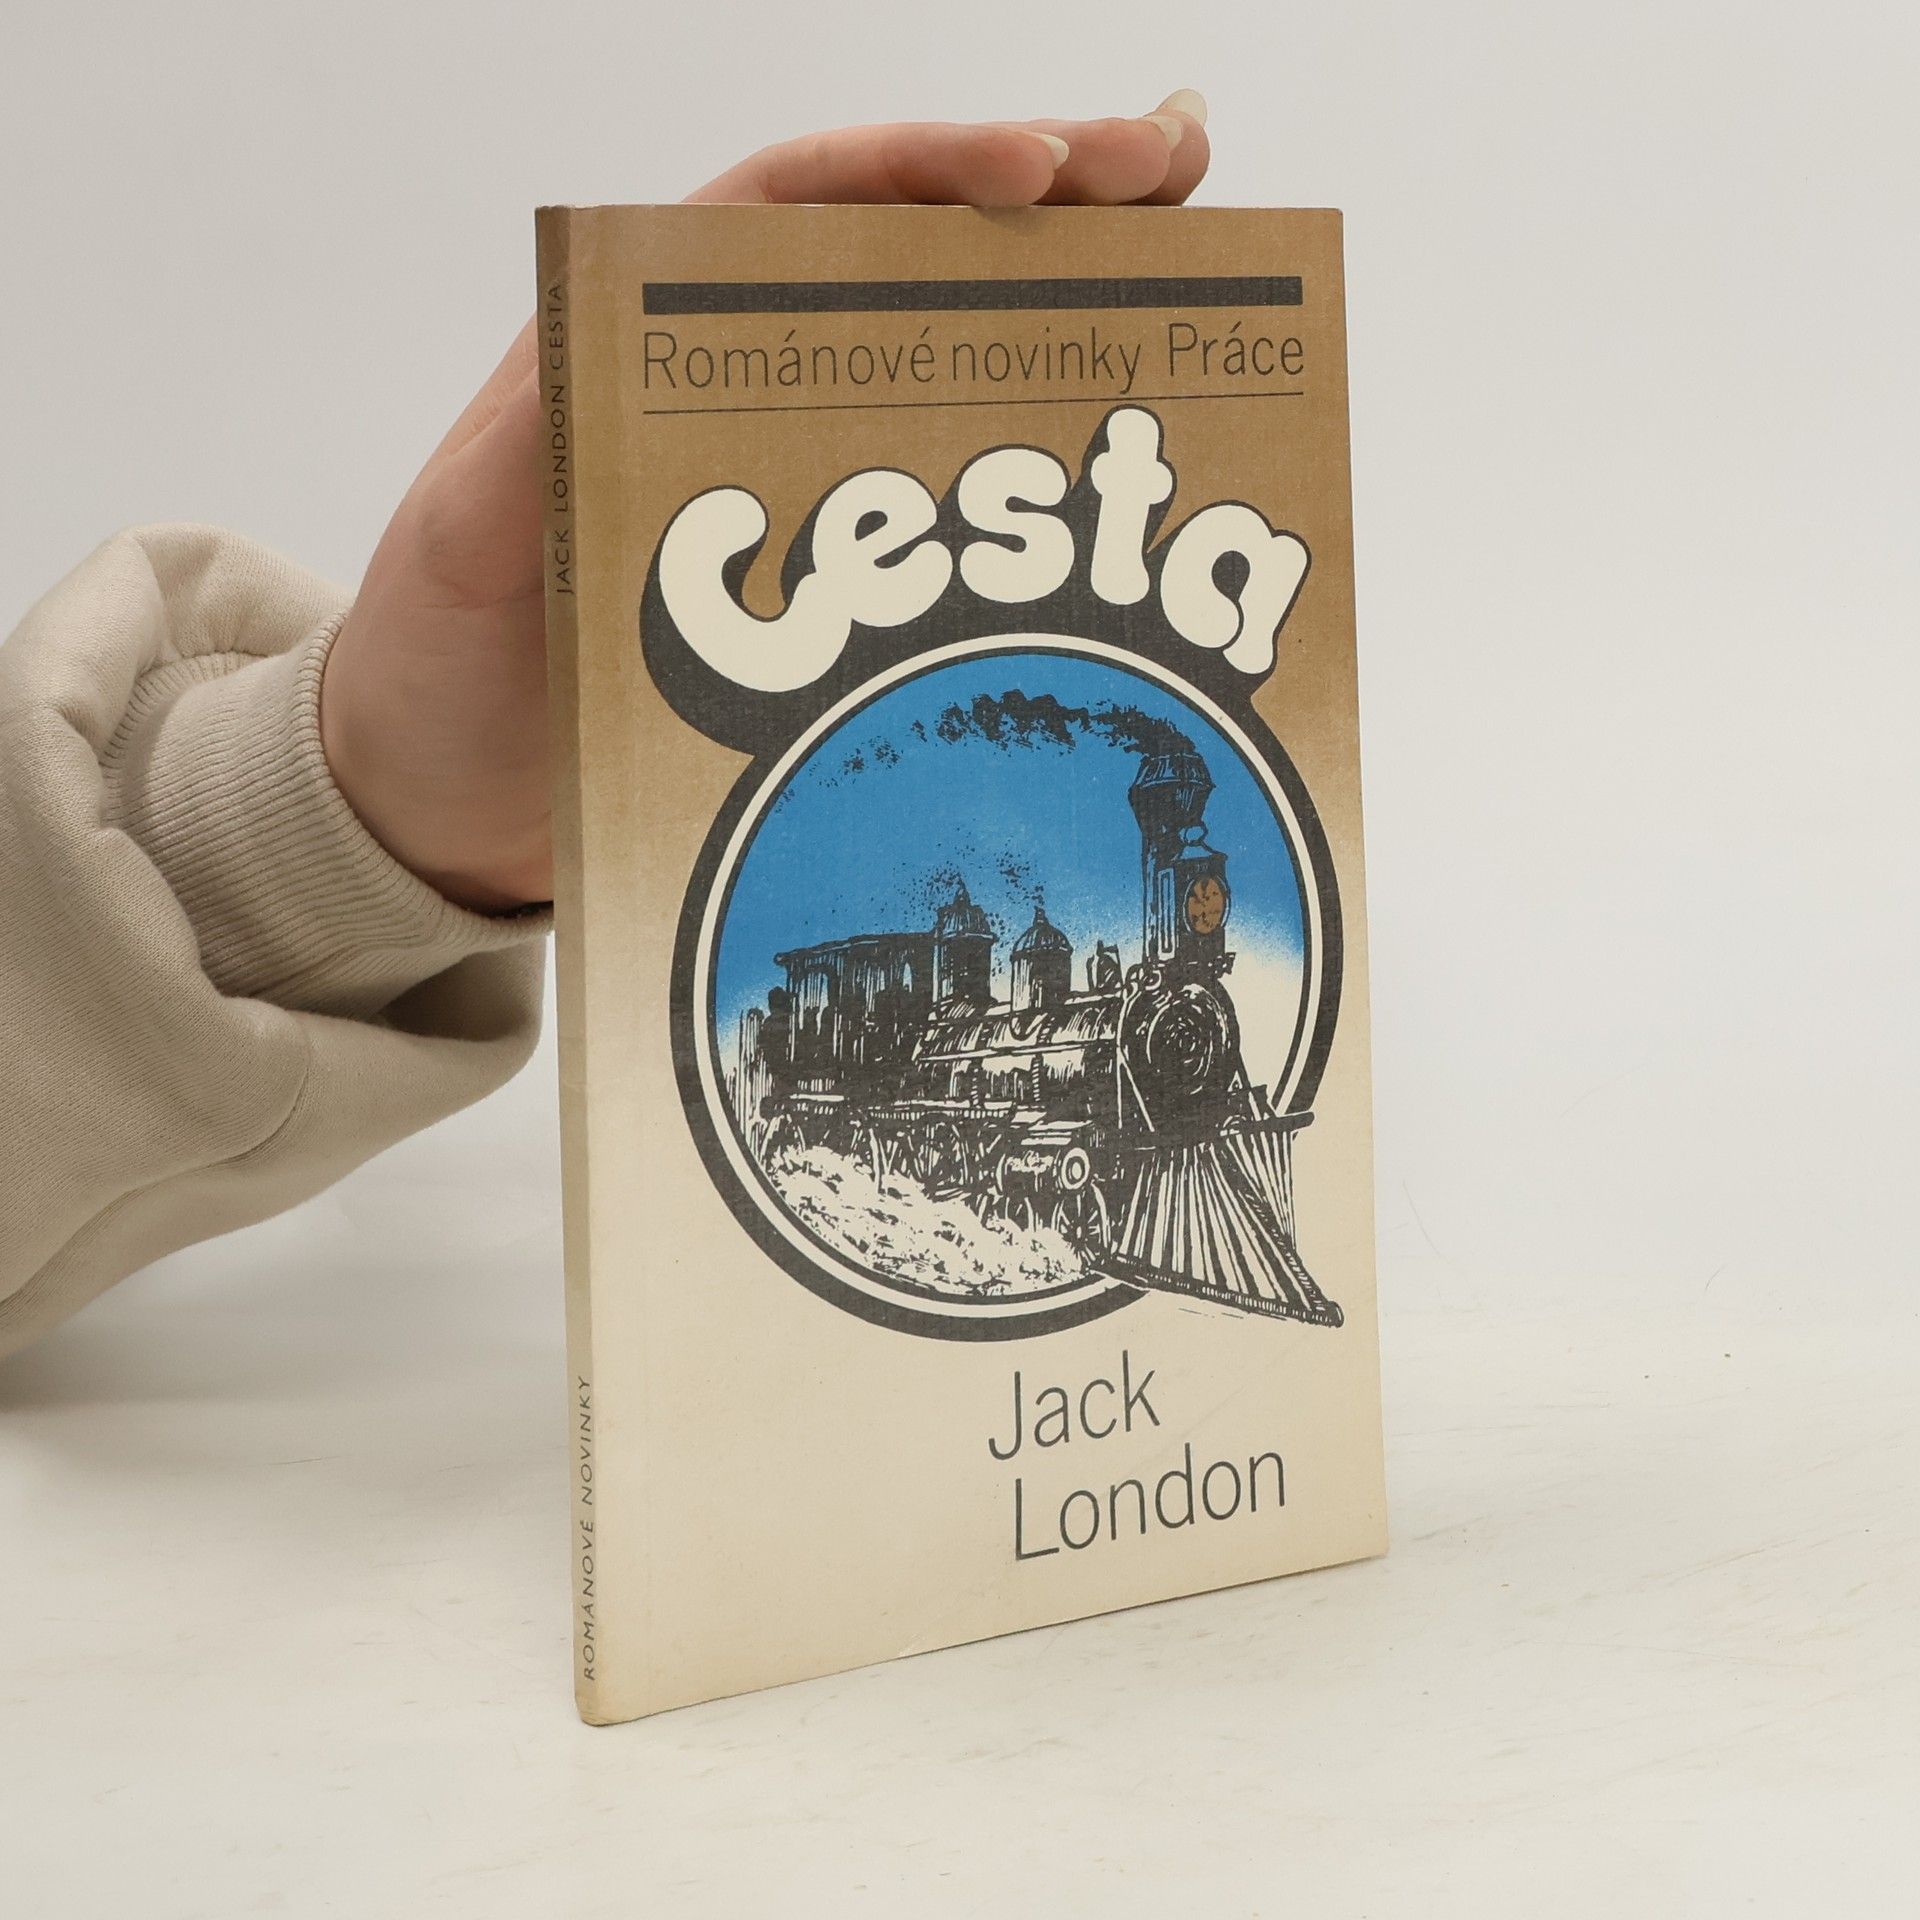 Románové novinky Práce
Cesta
Jack
London
JACK LONDON CESTA
ROMÁNOVÉ NOVINKY